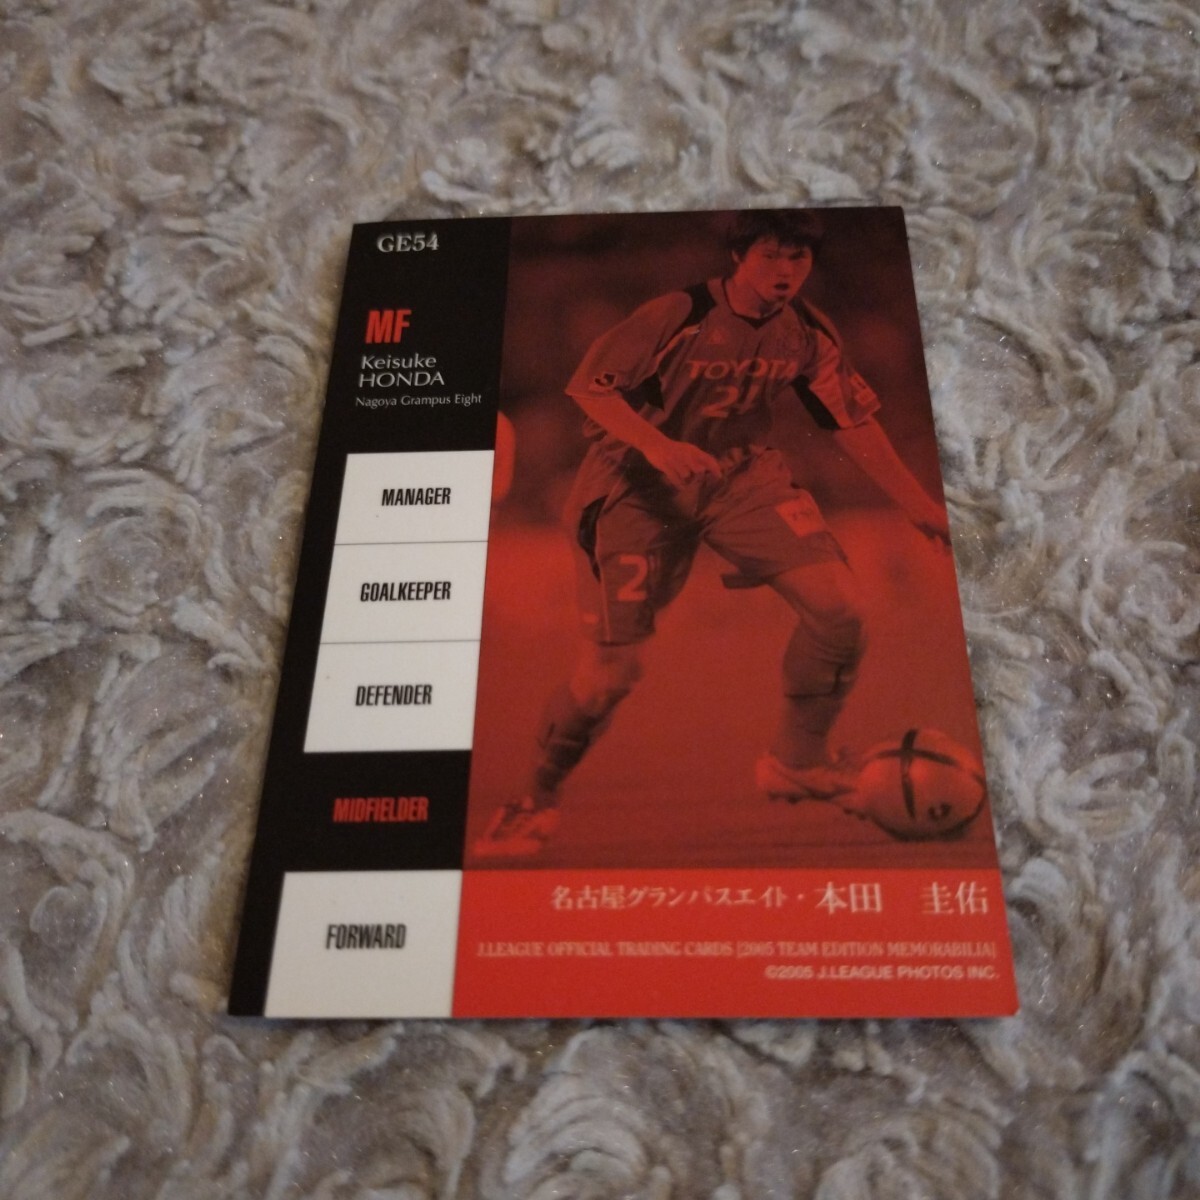 GE54
MF
Keisuke
HONDA
Nagoya Grampus Eight
MANAGER
GOALKEEPER
DEFENDER
MIDFIELDER
FORWARD
TOYOTA
名古屋グランパスエイト・本田 圭佑
J.LEAGUE OFFICIAL TRADING CARDS [2005 TEAM EDITION MEMORABILIA]
©2005 J.LEAGUE PHOTOS INC.